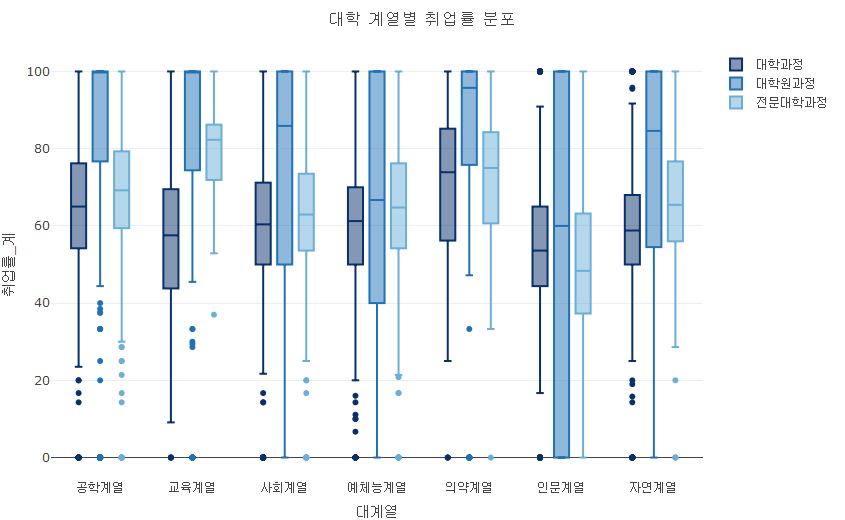 대학 계열별 취업률 분포
대학과정
대학원과정
전문대학과정
취업률_계
100
80
60
40
20
0
공학계열 교육계열 사회계열 예체능계열 의약계열 인문계열 자연계열
대계열